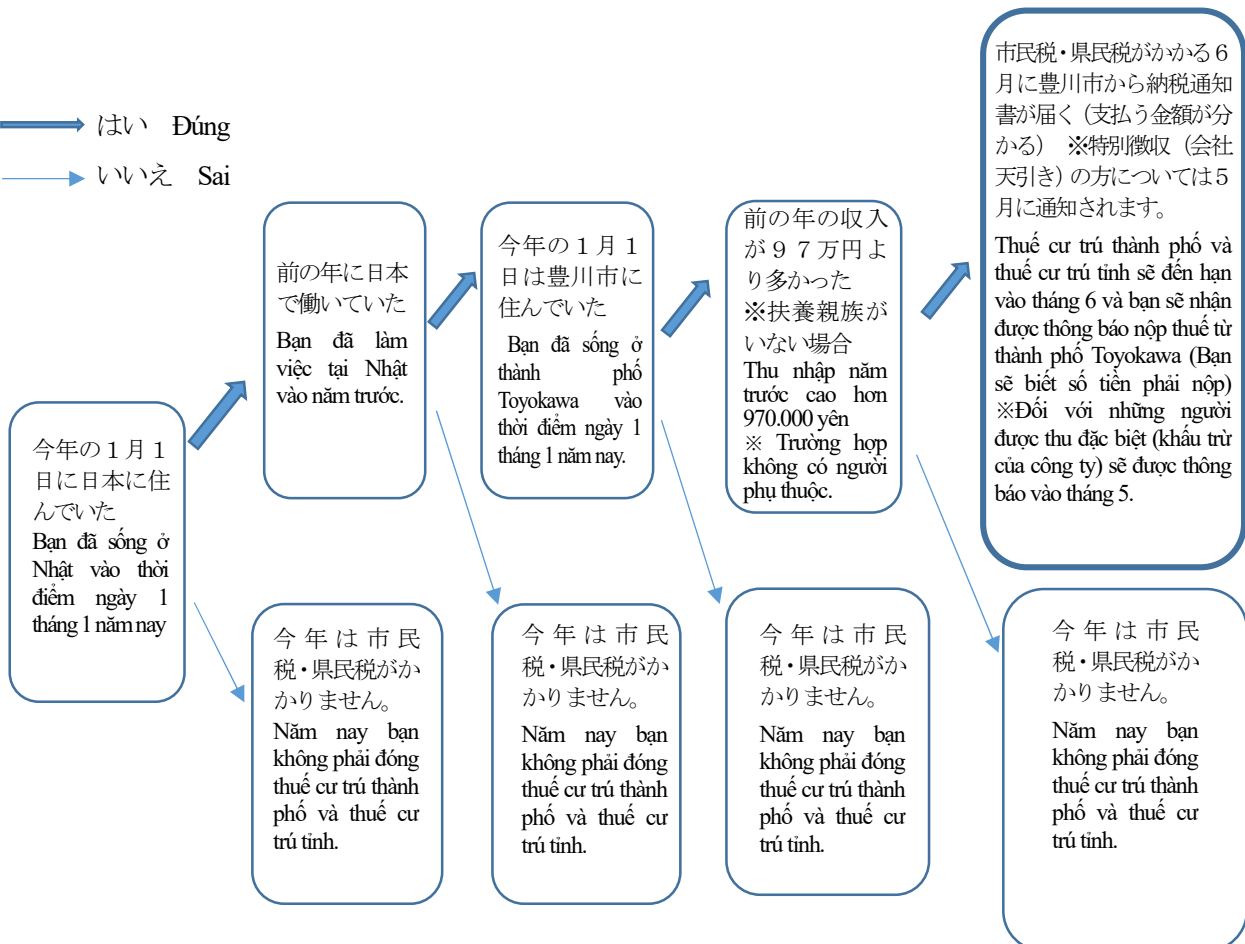 はい Đúng
いいえ Sai
今年の１月１
日に日本に住
んでいた
Bạn đã sống ở
Nhật vào thời
điểm ngày 1
tháng 1 năm nay
前の年に日本
で働いていた
Bạn đã làm
việc tại Nhật
vào năm trước.
今年の１月１
日は豊川市に
住んでいた
Bạn đã sống ở
thành phố
Toyokawa vào
thời điểm ngày 1
tháng 1 năm nay.
前の年の収入
が９７万円よ
り多かった
※扶養親族が
いない場合
Thu nhập năm
trước cao hơn
970.000 yên
※ Trường hợp
không có người
phụ thuộc.
市民税・県民税がかかる６
月に豊川市から納税通知
書が届く（支払う金額が分
かる） ※特別徴収（会社
天引き）の方については５
月に通知されます。
Thuế cư trú thành phố và
thuế cư trú tỉnh sẽ đến hạn
vào tháng 6 và bạn sẽ nhận
được thông báo nộp thuế từ
thành phố Toyokawa (Bạn
sẽ biết số tiền phải nộp)
※Đối với những người
được thu đặc biệt (khấu trừ
của công ty) sẽ được thông
báo vào tháng 5.
今年は市民
税・県民税がか
かりません。
Năm nay bạn
không phải đóng
thuế cư trú thành
phố và thuế cư
trú tỉnh.
今年は市民
税・県民税がか
かりません。
Năm nay bạn
không phải đóng
thuế cư trú thành
phố và thuế cư
trú tỉnh.
今年は市民
税・県民税がか
かりません。
Năm nay bạn
không phải đóng
thuế cư trú thành
phố và thuế cư
trú tỉnh.
今年は市民
税・県民税がか
かりません。
Năm nay bạn
không phải đóng
thuế cư trú thành
phố và thuế cư
trú tỉnh.